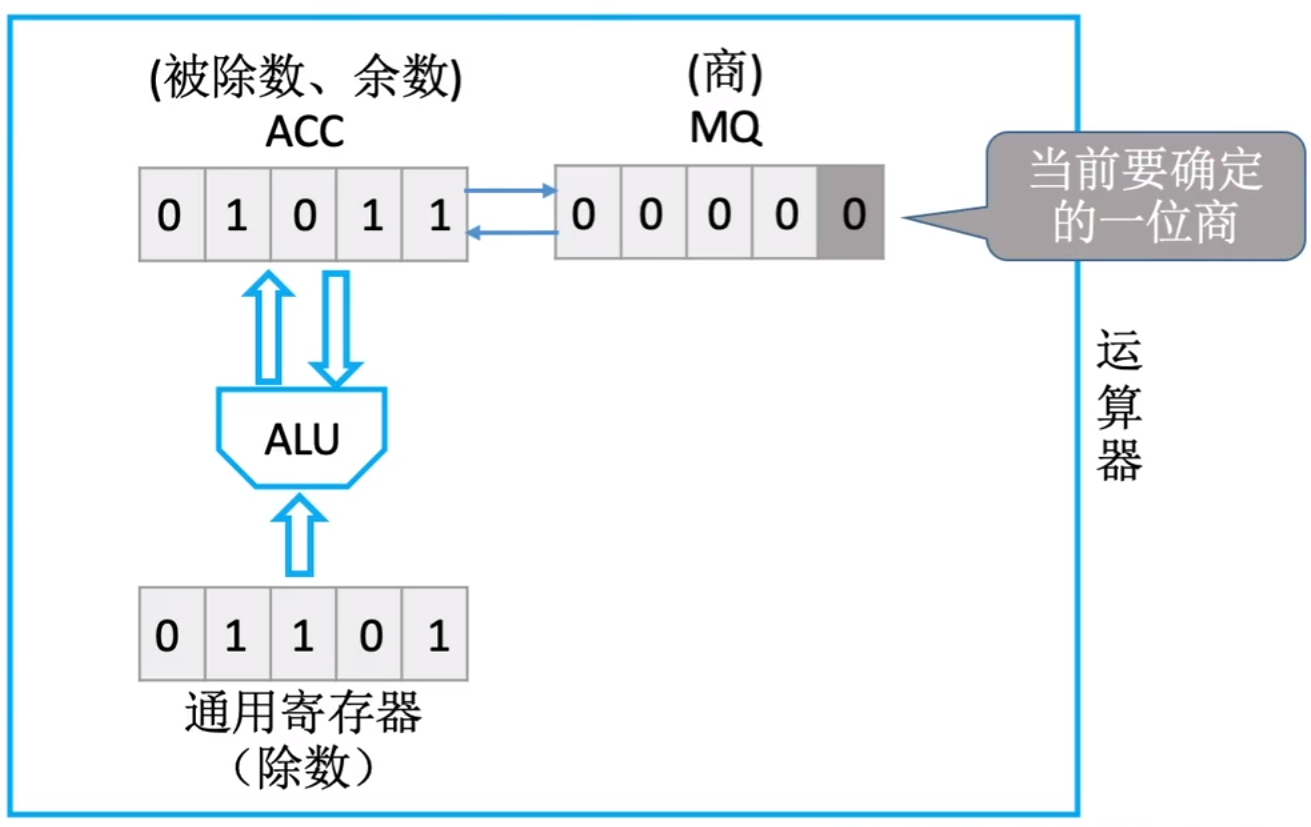 (被除数、余数)
ACC
(商)
MQ
0 1 0 1 1
0 0 0 0 0
当前要确定
的一位商
ALU
运
算
器
0 1 1 0 1
通用寄存器
（除数）